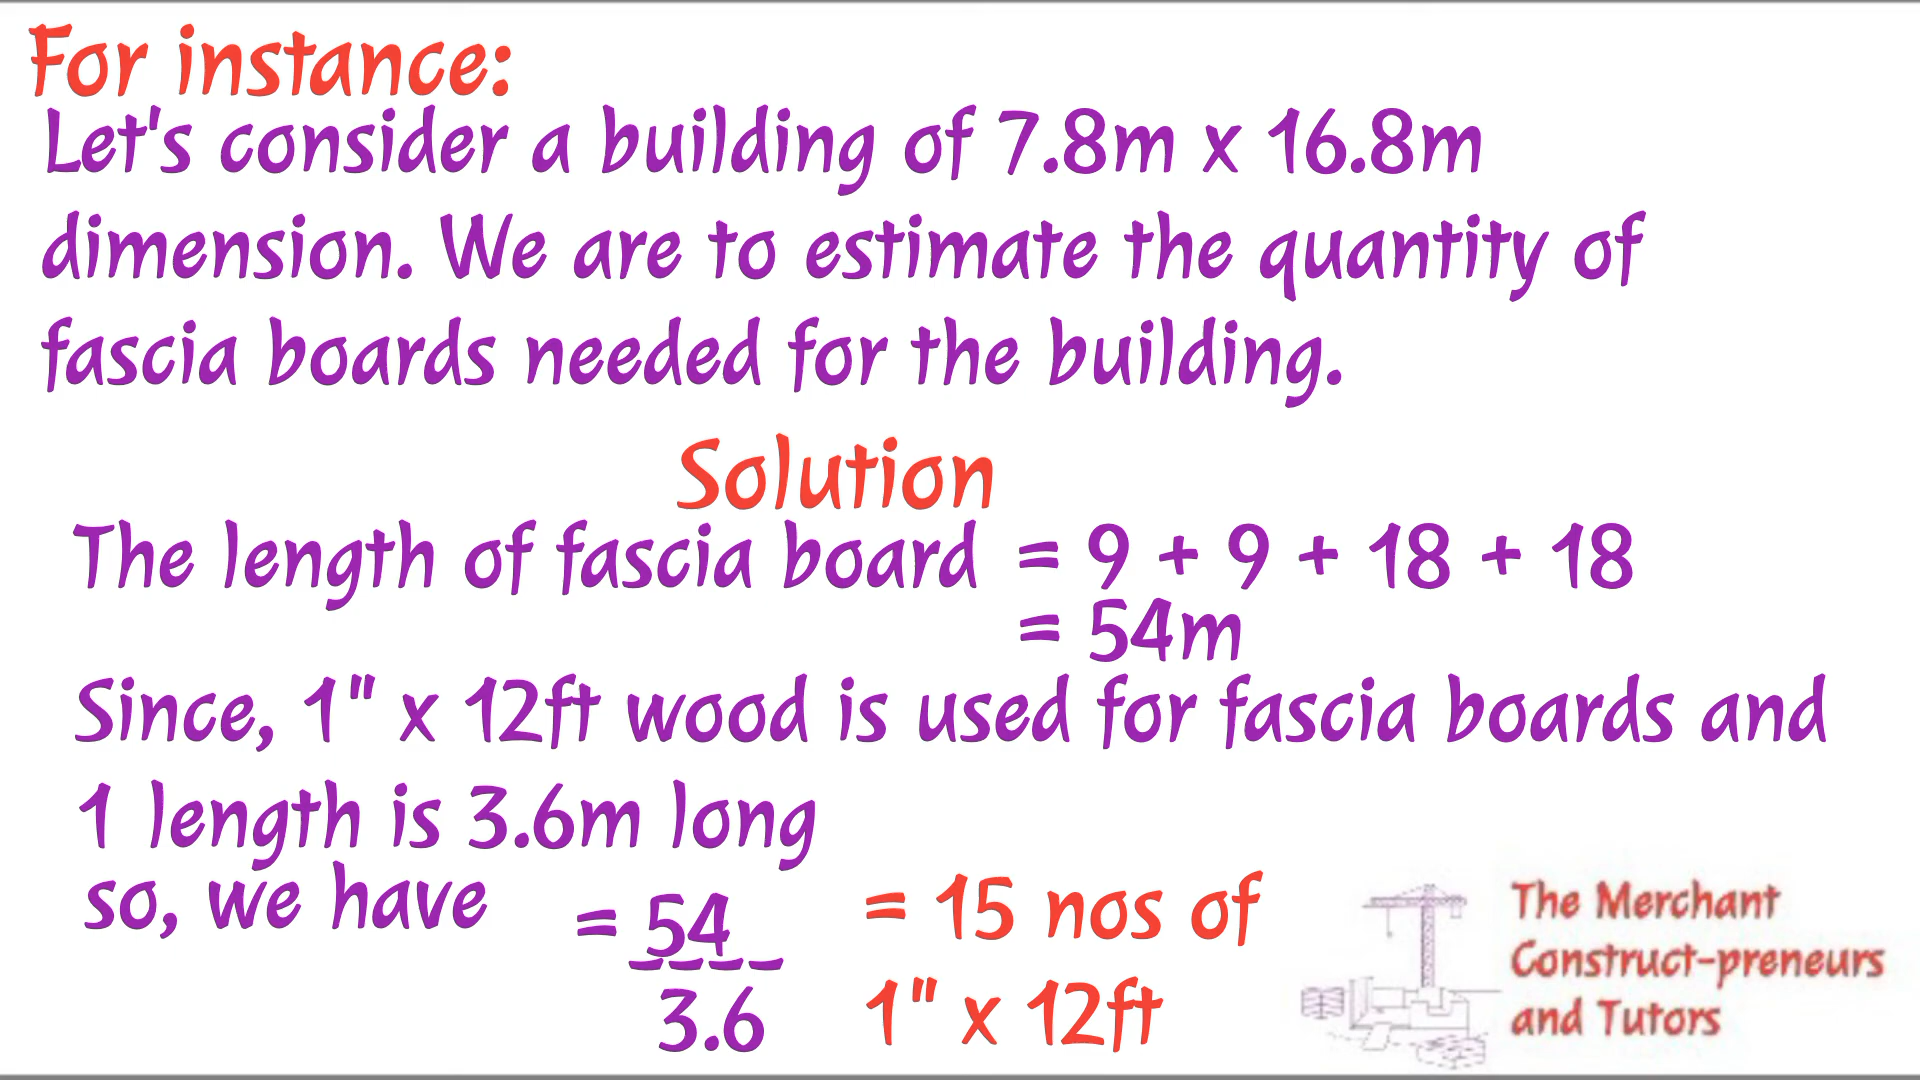 For instance:
Let's consider a building of 7.8m x 16.8m
dimension. We are to estimate the quantity of
fascia boards needed for the building.
Solution
The length of fascia board = 9 + 9 + 18 + 18
= 54m
Since, 1" x 12ft wood is used for fascia boards and
1 length is 3.6m long
so, we have = 54 = 15 nos of
3.6 1" x 12ft
The Merchant
Construct-preneurs
and Tutors